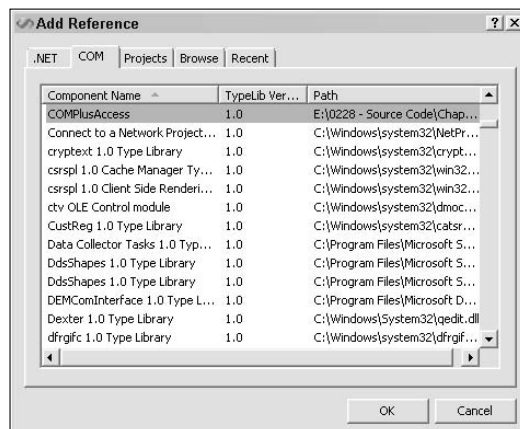 Add Reference
.NET COM Projects Browse Recent
Component Name TypeLib Ver... Path
COMPlusAccess 1.0 E:\0228 - Source Code\Chap...
Connect to a Network Project... 1.0 C:\Windows\system32\NetPr...
cryptext 1.0 Type Library 1.0 C:\Windows\system32\crypt...
csrspl 1.0 Cache Manager Ty... 1.0 C:\Windows\system32\win32...
csrspl 1.0 Client Side Renderi... 1.0 C:\Windows\system32\win32...
ctv OLE Control module 1.0 C:\Windows\system32\dmoc...
CustReg 1.0 Type Library 1.0 C:\Windows\system32\catsr...
Data Collector Tasks 1.0 Typ... 1.0 C:\Program Files\Microsoft S...
DdsShapes 1.0 Type Library 1.0 C:\Program Files\Microsoft S...
DdsShapes 1.0 Type Library 1.0 C:\Program Files\Microsoft S...
DEMComInterface 1.0 Type L... 1.0 C:\Program Files\Microsoft D...
Dexter 1.0 Type Library 1.0 C:\Windows\System32\qedit.dll
dfrgifc 1.0 Type Library 1.0 C:\Windows\system32\dfrgif...
OK Cancel